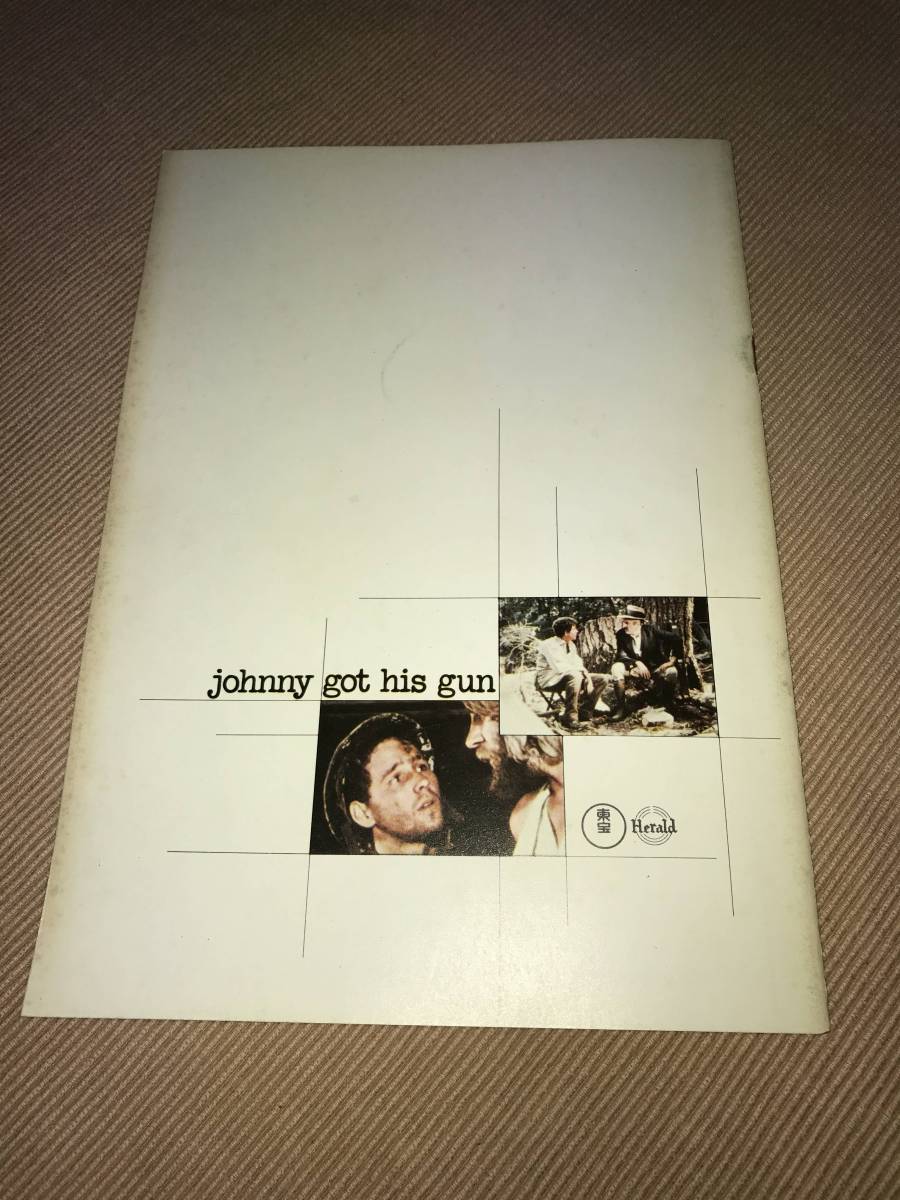 johnny got his gun
東宝
Herald